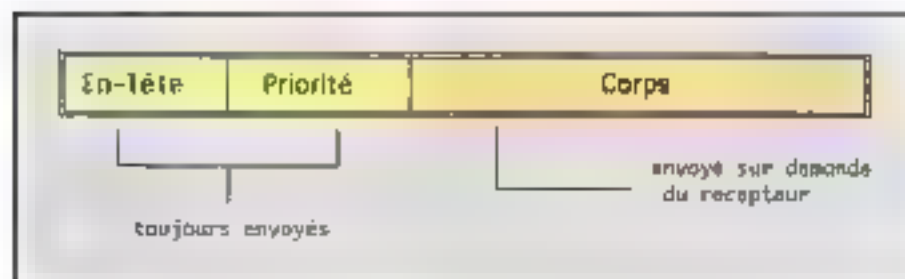 En-tête Priorité Corps
envoyé sur demande
du recepteur
toujours envoyés